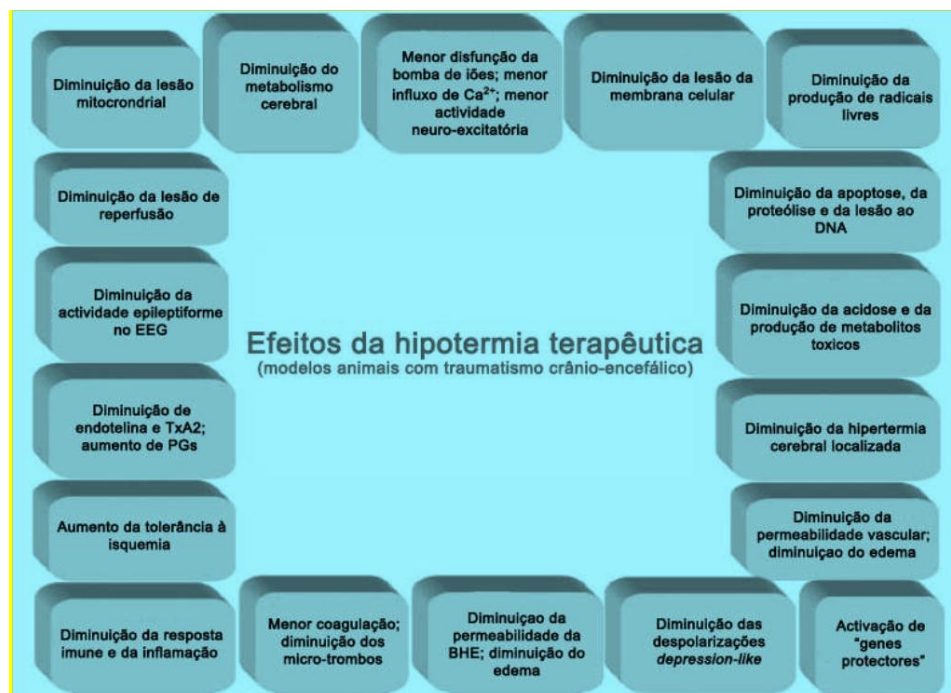 Diminuição da lesão
mitocrondrial
Diminuição do
metabolismo
cerebral
Menor disfunção da
bomba de iões; menor
influxo de Ca²⁺; menor
actividade
neuro-excitatória
Diminuição da lesão da
membrana celular
Diminuição da
produção de radicais
livres
Diminuição da lesão de
reperfusão
Diminuição da apoptose, da
proteólise e da lesão ao
DNA
Diminuição da
actividade epileptiforme
no EEG
Diminuição da acidose e da
produção de metabolitos
toxicos
Efeitos da hipotermia terapêutica
(modelos animais com traumatismo crânio-encefálico)
Diminuição de
endotelina e TxA2;
aumento de PGs
Diminuição da hipertermia
cerebral localizada
Aumento da tolerância à
isquemia
Diminuição da
permeabilidade vascular;
diminuiçao do edema
Diminuição da resposta
imune e da inflamação
Menor coagulação;
diminuição dos
micro-trombos
Diminuiçao da
permeabilidade da
BHE; diminuição do
edema
Diminuição das
despolarizações
depression-like
Activação de
"genes
protectores"